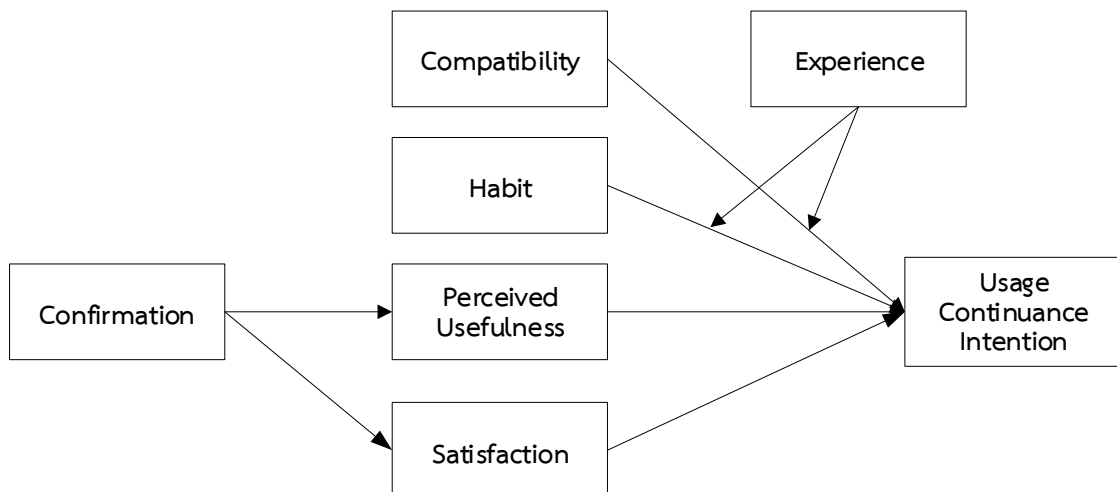 Compatibility
Experience
Habit
Confirmation
Perceived
Usefulness
Usage
Continuance
Intention
Satisfaction